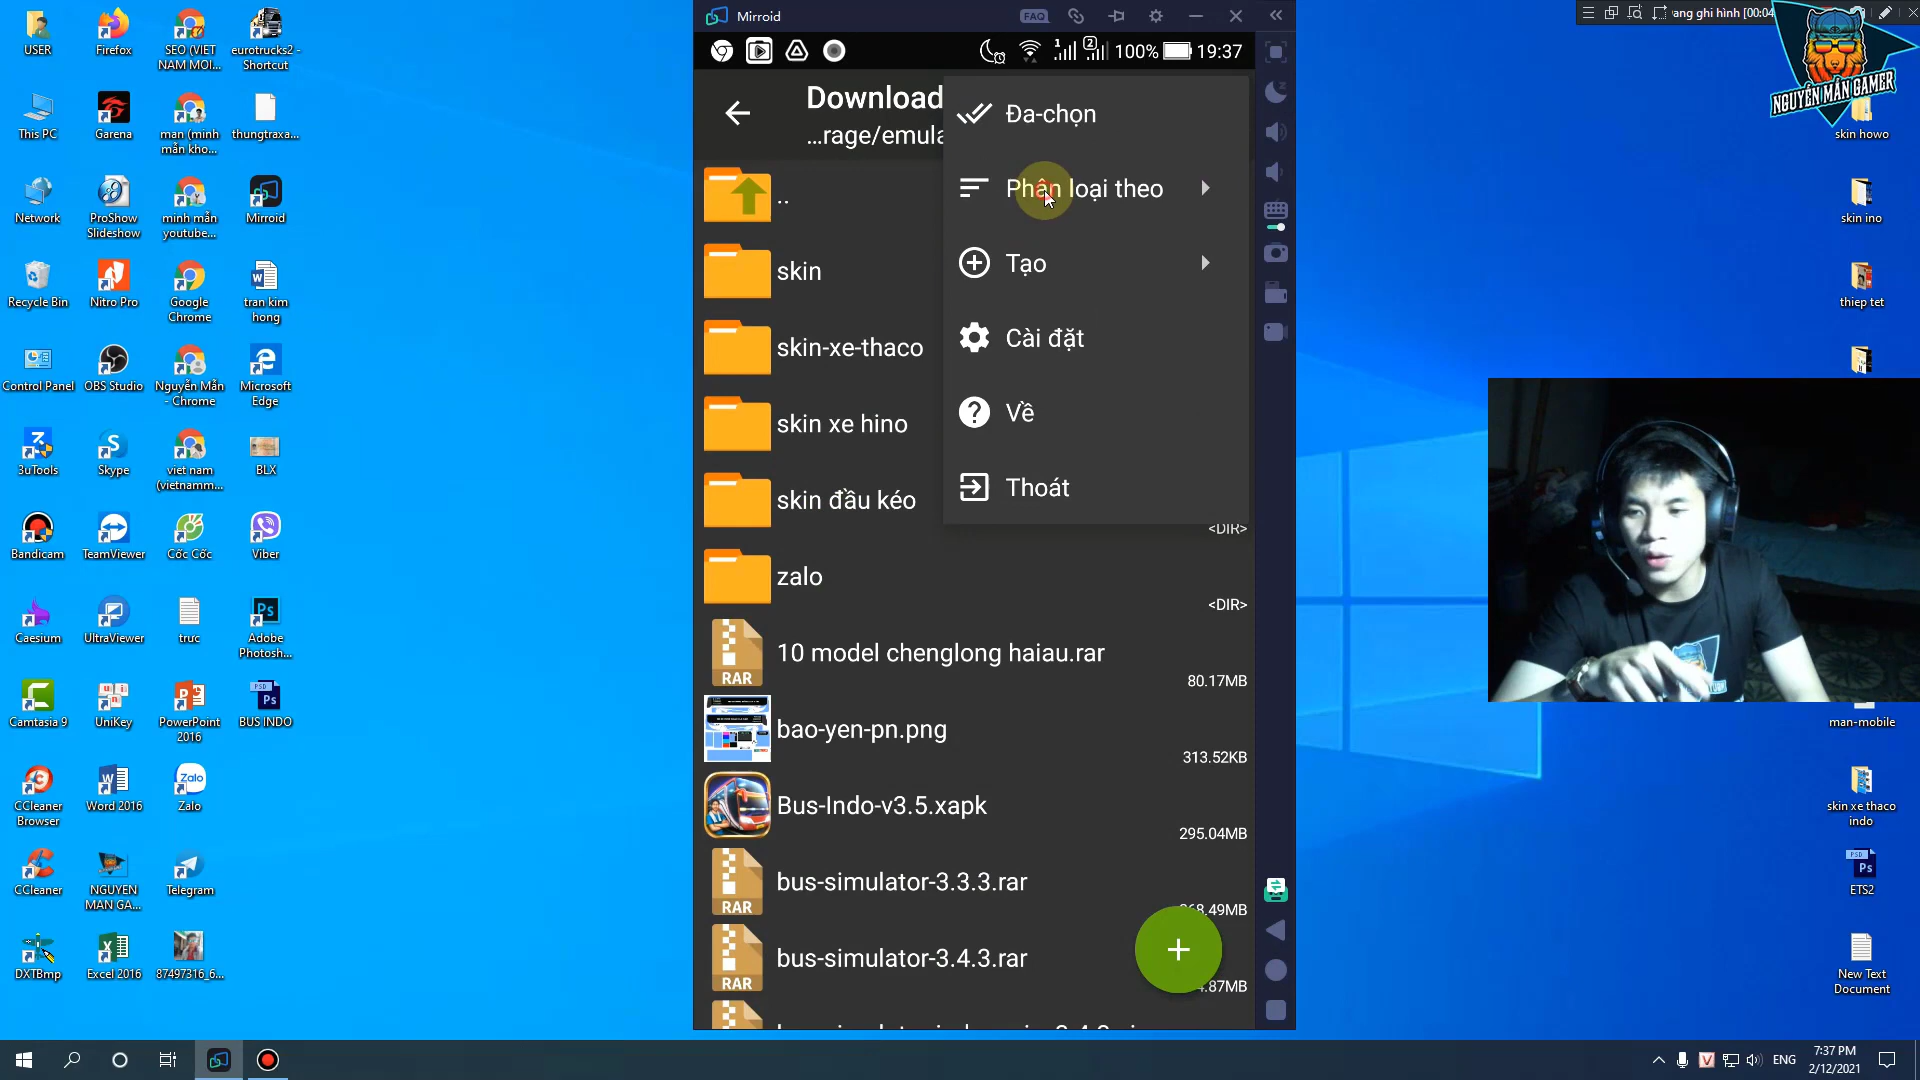 Mirroid
FAQ
ang ghi hình [00:04
19:37
100%
1
2
Download
...rage/emula
Đa-chọn
Phân loại theo
Tạo
Cài đặt
Về
Thoát
..
skin
skin-xe-thaco
skin xe hino
skin đầu kéo
<DIR>
zalo
<DIR>
10 model chenglong haiau.rar
80.17MB
RAR
bao-yen-pn.png
313.52KB
Bus-Indo-v3.5.xapk
295.04MB
bus-simulator-3.3.3.rar
RAR
bus-simulator-3.4.3.rar
.87MB
RAR
USER
Firefox
SEO (VIET
NAM MOI...
eurotrucks2 -
Shortcut
This PC
Garena
man (minh
mẫn kho...
thungtraxa...
Network
ProShow
Slideshow
minh mẫn
youtube...
Mirroid
Recycle Bin
Nitro Pro
Google
Chrome
tran kim
hong
Control Panel
OBS Studio
Nguyễn Mẫn
- Chrome
Microsoft
Edge
3uTools
Skype
viet nam
(vietnamm...
BLX
Bandicam
TeamViewer
Cốc Cốc
Viber
Caesium
UltraViewer
trưc
Adobe
Photosh...
Camtasia 9
UniKey
PowerPoint
2016
BUS INDO
CCleaner
Browser
Word 2016
Zalo
CCleaner
NGUYEN
MAN GA...
Telegram
DXTBmp
Excel 2016
87497316_6...
NGUYỄN MẪN GAMER
skin howo
skin ino
thiep tet
man-mobile
skin xe thaco
indo
ETS2
New Text
Document
ENG
7:37 PM
2/12/2021